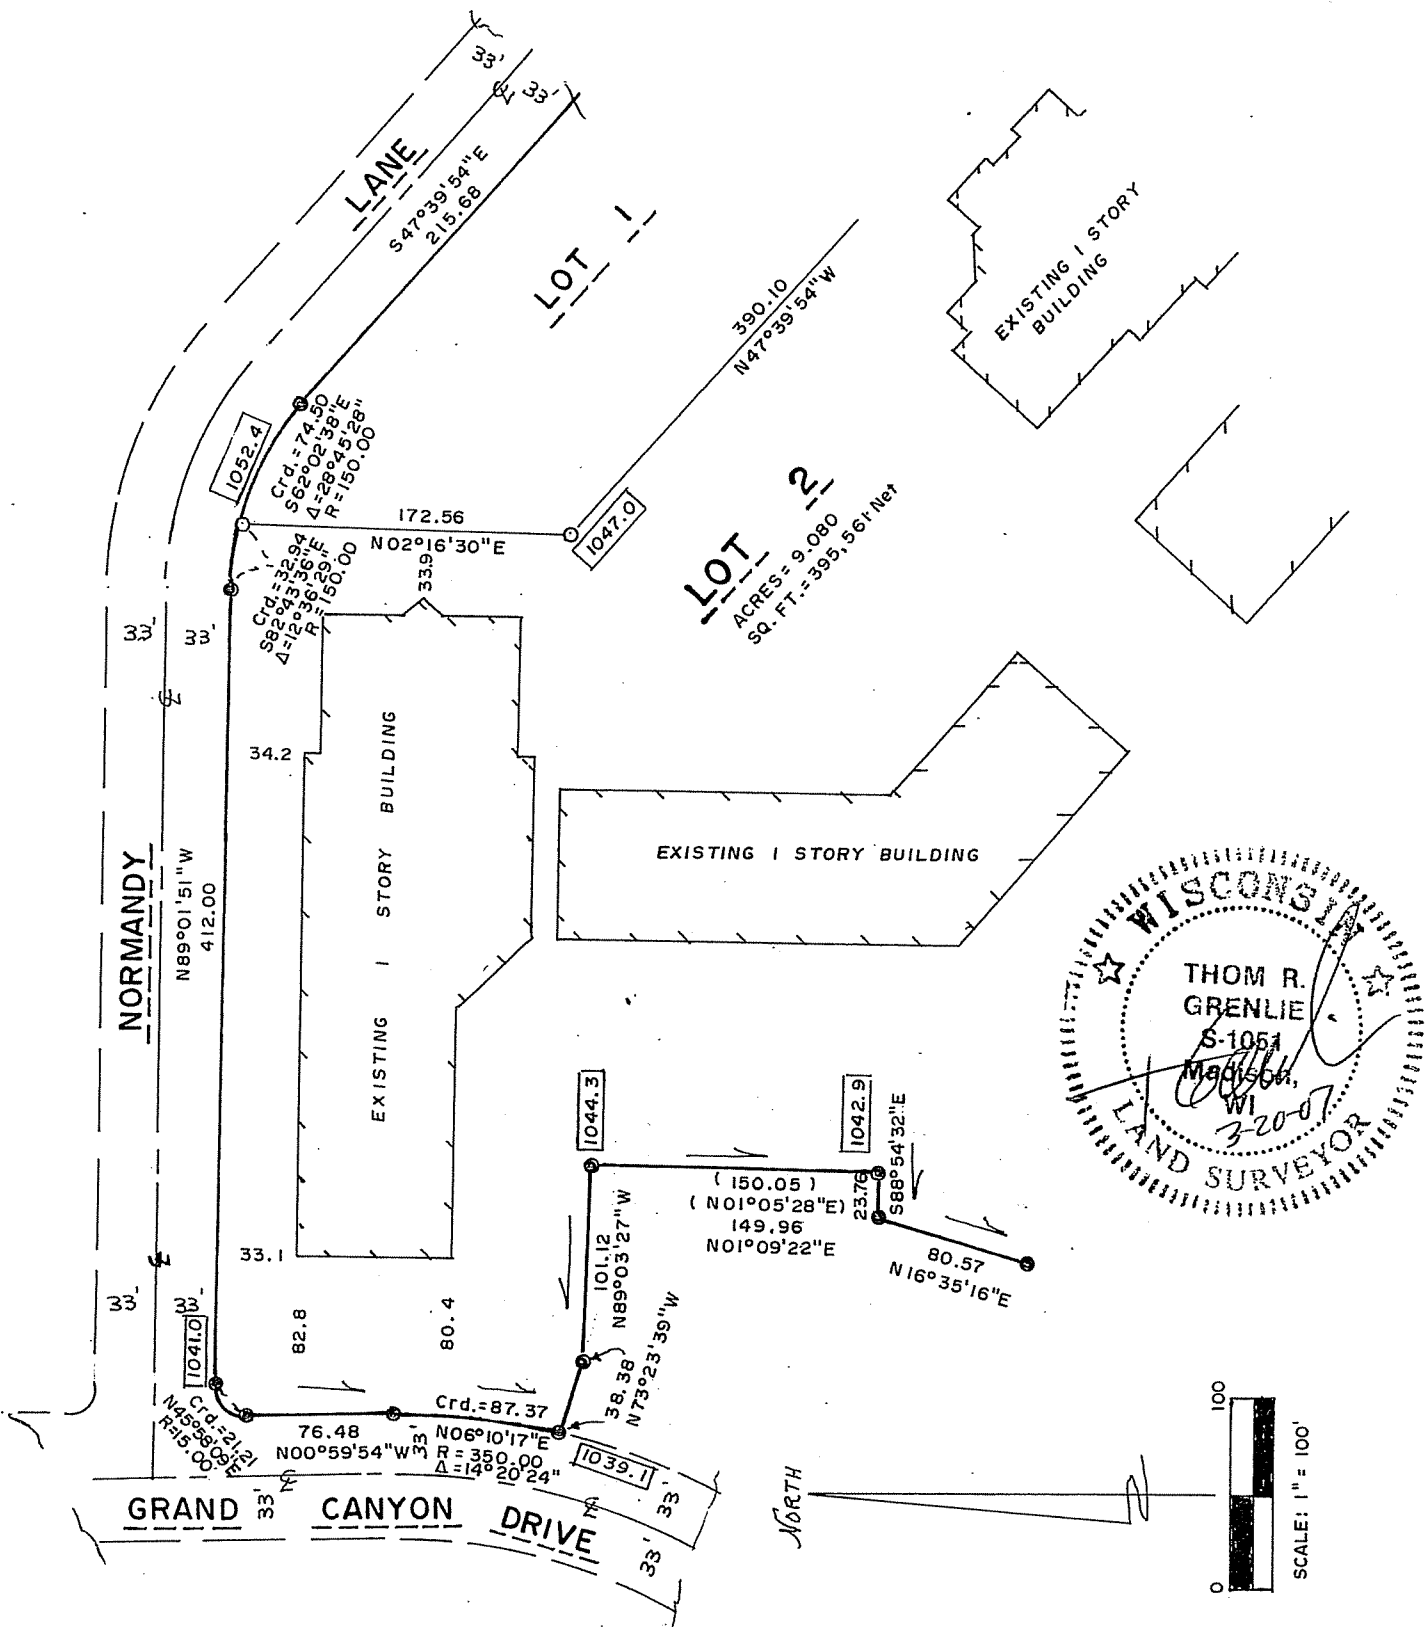 33'
33'
LANE
S47°39'54"E
215.68
LOT 1
390.10
N47°39'54"W
EXISTING 1 STORY
BUILDING
1052.4
Crd.=74.50
S62°02'38"E
Δ=28°45'28"
R=150.00
172.56
N02°16'30"E
1047.0
LOT 2
ACRES= 9.080
SQ. FT.= 395,561 Net
Crd.=32.94
S82°43'36"E
Δ=12°36'29"
R=150.00
33.9
33'
33'
34.2
EXISTING 1 STORY BUILDING
EXISTING 1 STORY BUILDING
NORMANDY
N89°01'51"W
412.00
WISCONSIN
THOM R.
GRENLIE
S-1051
Madison,
WI
3-20-07
LAND SURVEYOR
1044.3
1042.9
(150.05)
(N01°05'28"E)
149.96
N01°09'22"E
23.76
S88°54'32"E
80.57
N16°35'16"E
101.12
N89°03'27"W
33.1
33'
33'
82.8
80.4
1041.0
38.38
N73°23'39"W
Crd.=21.21
N45°58'09"E
R=15.00
76.48
N00°59'54"W
33'
Crd.=87.37
N06°10'17"E
R=350.00
Δ=14°20'24"
1039.1
GRAND CANYON DRIVE
33'
33'
33'
NORTH
0 100
SCALE: 1" = 100'